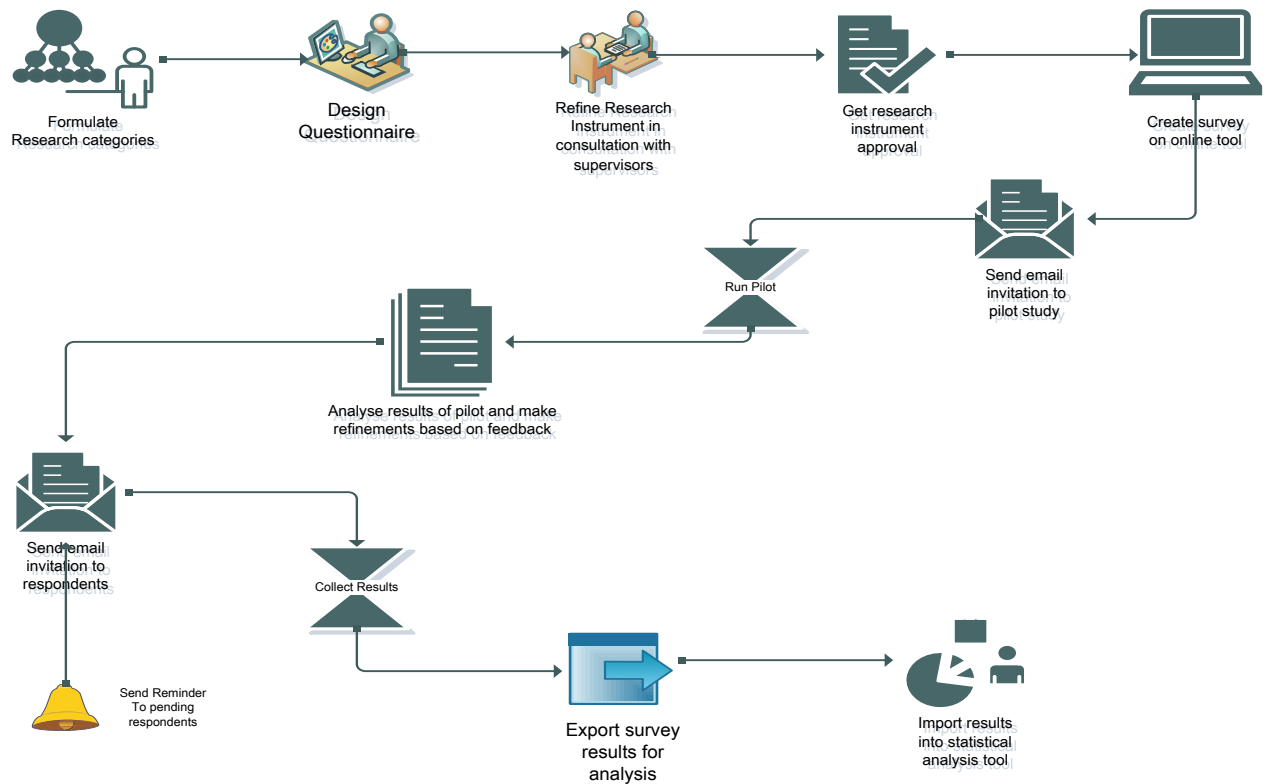 Formulate
Research categories
Design
Questionnaire
Refine Research
Instrument in
consultation with
supervisors
Get research
instrument
approval
Create survey
on online tool
Send email
invitation to
pilot study
Run Pilot
Analyse results of pilot and make
refinements based on feedback
Send email
invitation to
respondents
Collect Results
Send Reminder
To pending
respondents
Export survey
results for
analysis
Import results
into statistical
analysis tool